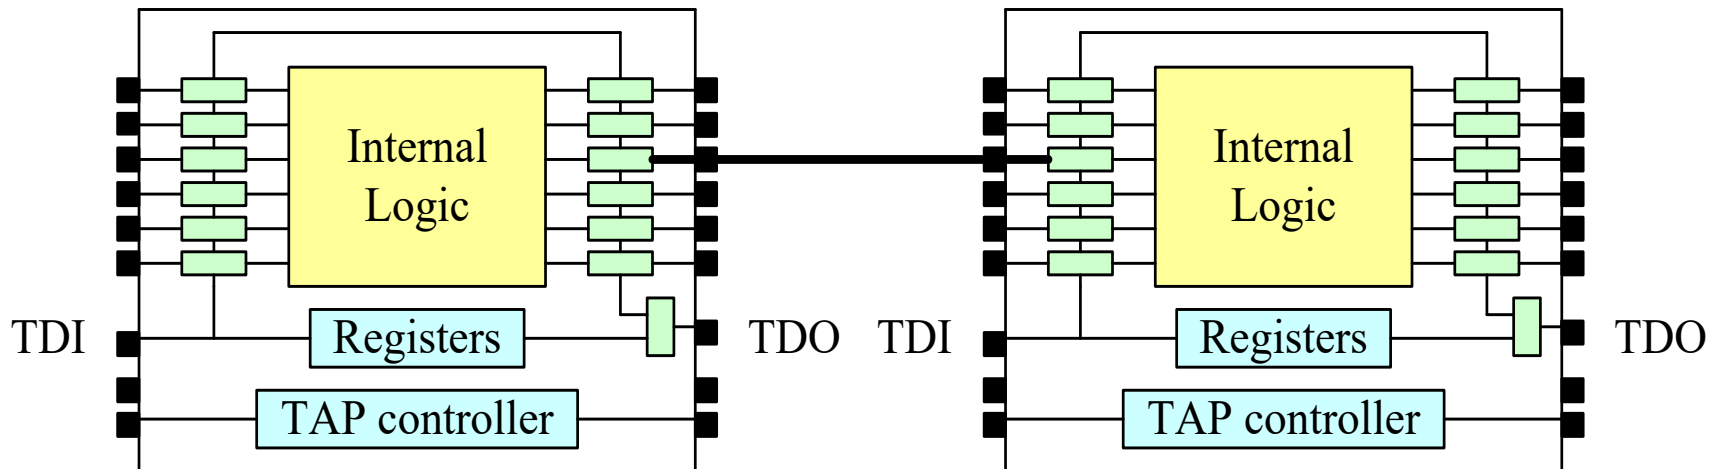 Internal
Logic
Internal
Logic
TDI
Registers
TDO
TDI
Registers
TDO
TAP controller
TAP controller